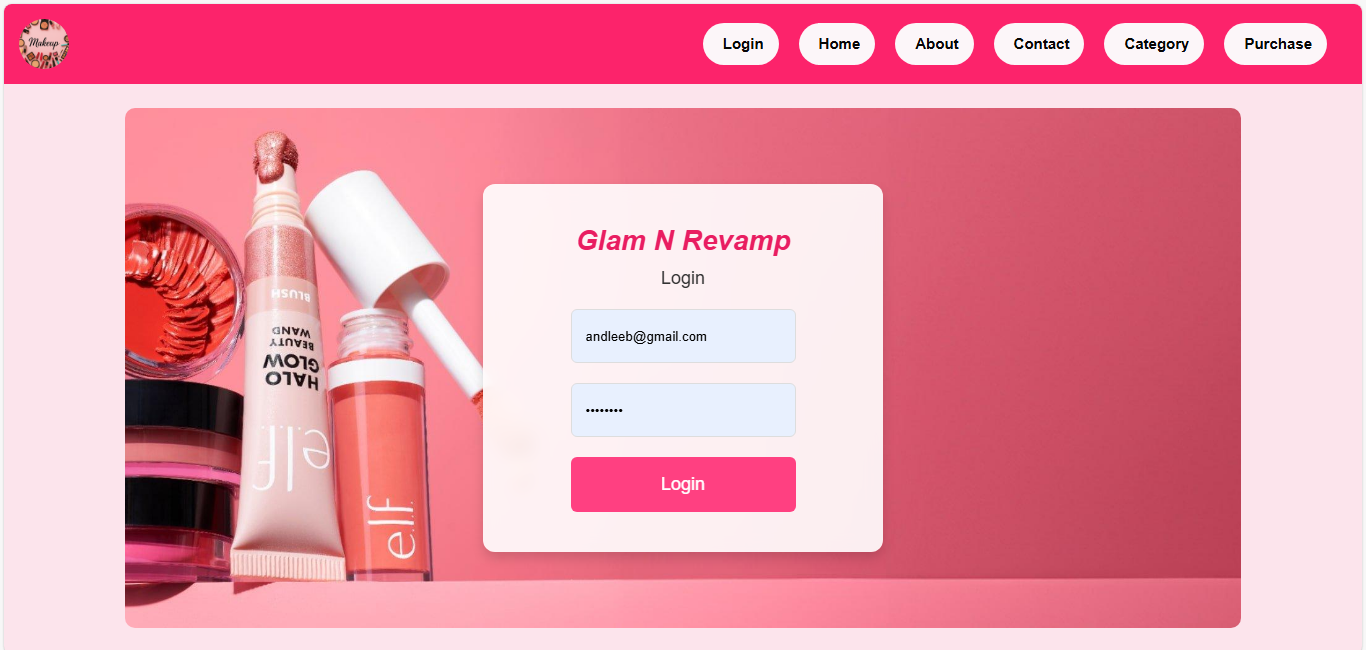 Makeup
Login
Home
About
Contact
Category
Purchase
Glam N Revamp
Login
andleeb@gmail.com
••••••••
Login
BLUSH
HALO
GLOW
BEAUTY
WAND
e.l.f.
e.l.f.